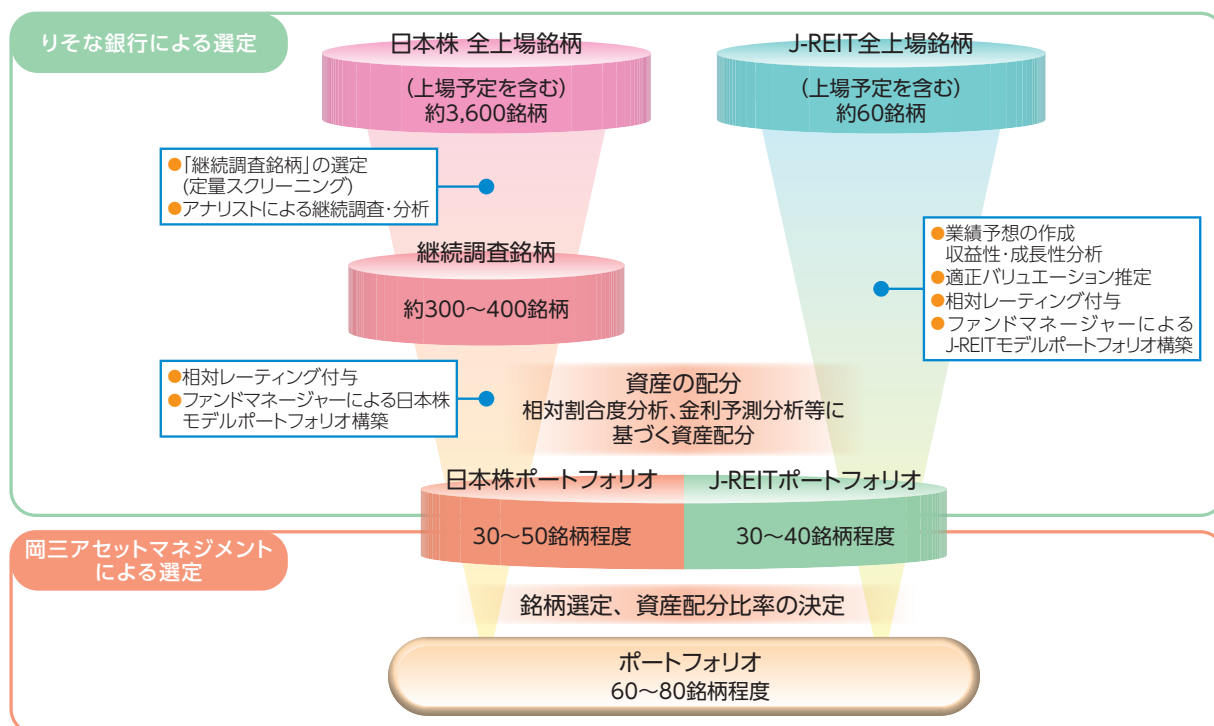 りそな銀行による選定
日本株 全上場銘柄
(上場予定を含む)
約3,600銘柄
J-REIT全上場銘柄
(上場予定を含む)
約60銘柄
●「継続調査銘柄」の選定
(定量スクリーニング)
●アナリストによる継続調査・分析
継続調査銘柄
約300～400銘柄
●業績予想の作成
収益性・成長性分析
●適正バリュエーション推定
●相対レーティング付与
●ファンドマネージャーによる
J-REITモデルポートフォリオ構築
●相対レーティング付与
●ファンドマネージャーによる日本株
モデルポートフォリオ構築
資産の配分
相対割合度分析、金利予測分析等に
基づく資産配分
日本株ポートフォリオ
30～50銘柄程度
J-REITポートフォリオ
30～40銘柄程度
岡三アセットマネジメント
による選定
銘柄選定、資産配分比率の決定
ポートフォリオ
60～80銘柄程度